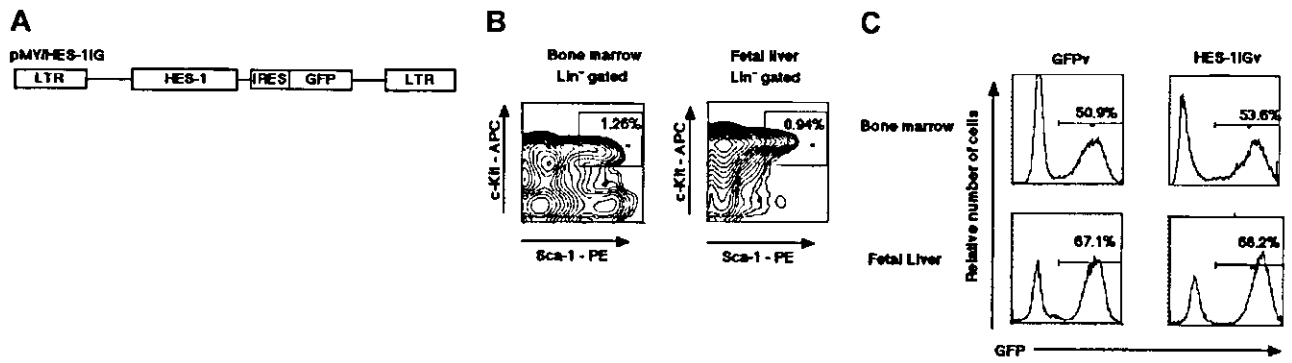 A
pMY/HES-1IG
LTR
HES-1
IRES
GFP
LTR
B
Bone marrow
Lin⁻ gated
Fetal liver
Lin⁻ gated
1.26%
0.94%
c-Kit - APC
c-Kit - APC
Sca-1 - PE
Sca-1 - PE
C
GFPv
HES-1IGv
Bone marrow
50.9%
53.6%
Relative number of cells
Fetal Liver
67.1%
66.2%
GFP